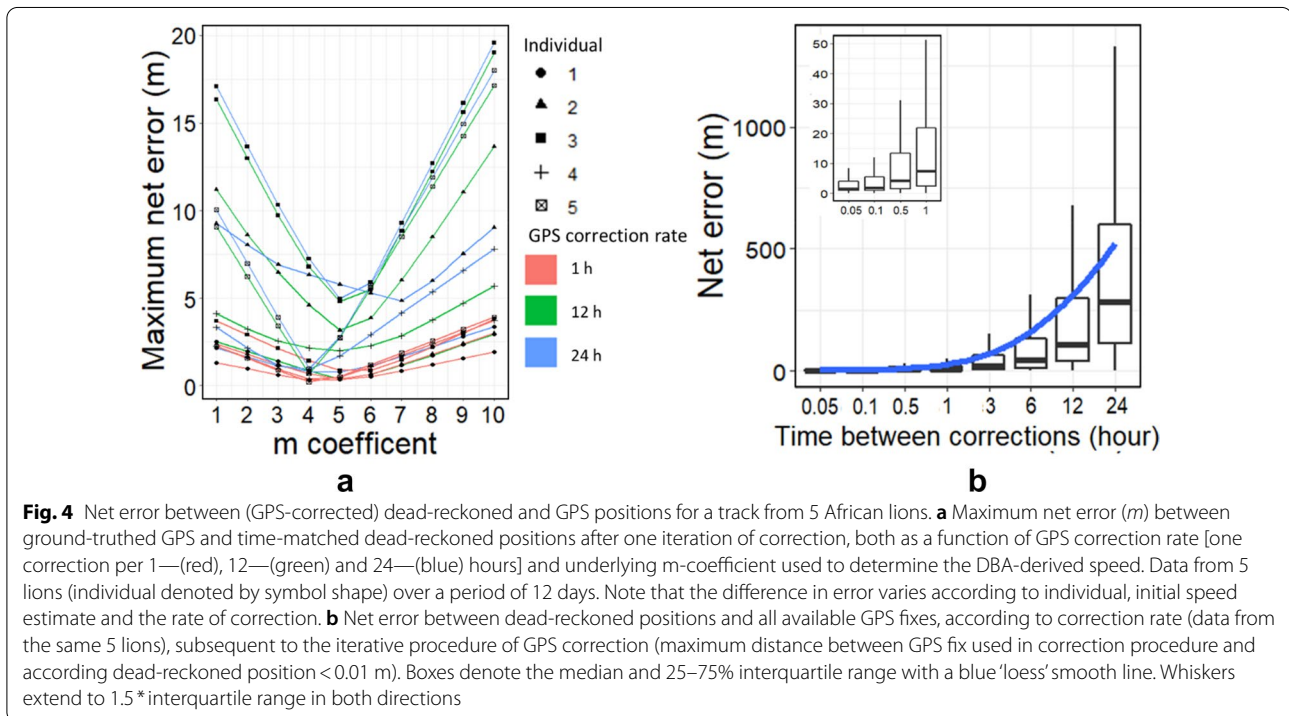 20
15
10
5
0
Maximum net error (m)
1 2 3 4 5 6 7 8 9 10
m coefficent
Individual
1
2
3
4
5
GPS correction rate
1 h
12 h
24 h
a
50
40
30
20
10
0
0.05 0.1 0.5 1
1000
500
0
Net error (m)
0.05 0.1 0.5 1 3 6 12 24
Time between corrections (hour)
b
Fig. 4 Net error between (GPS-corrected) dead-reckoned and GPS positions for a track from 5 African lions. a Maximum net error (m) between
ground-truthed GPS and time-matched dead-reckoned positions after one iteration of correction, both as a function of GPS correction rate [one
correction per 1—(red), 12—(green) and 24—(blue) hours] and underlying m-coefficient used to determine the DBA-derived speed. Data from 5
lions (individual denoted by symbol shape) over a period of 12 days. Note that the difference in error varies according to individual, initial speed
estimate and the rate of correction. b Net error between dead-reckoned positions and all available GPS fixes, according to correction rate (data from
the same 5 lions), subsequent to the iterative procedure of GPS correction (maximum distance between GPS fix used in correction procedure and
according dead-reckoned position < 0.01 m). Boxes denote the median and 25–75% interquartile range with a blue 'loess' smooth line. Whiskers
extend to 1.5 * interquartile range in both directions